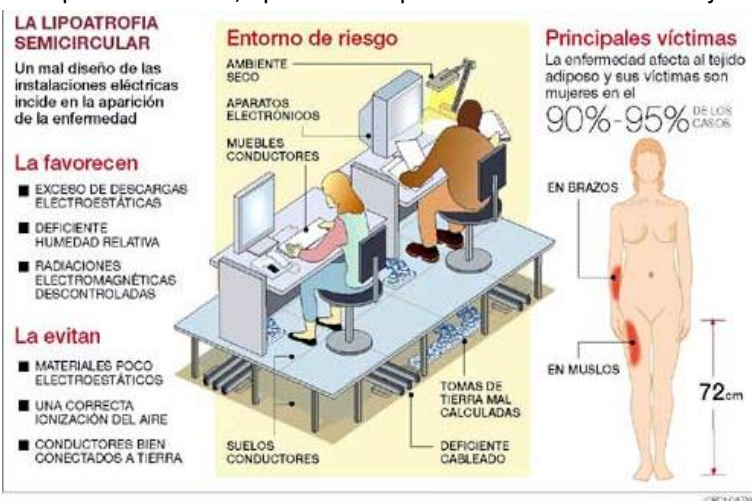 LA LIPOATROFIA
SEMICIRCULAR
Un mal diseño de las
instalaciones eléctricas
incide en la aparición
de la enfermedad
La favorecen
EXCESO DE DESCARGAS
ELECTROESTÁTICAS
DEFICIENTE
HUMEDAD RELATIVA
RADIACIONES
ELECTROMAGNÉTICAS
DESCONTROLADAS
La evitan
MATERIALES POCO
ELECTROESTÁTICOS
UNA CORRECTA
IONIZACIÓN DEL AIRE
CONDUCTORES BIEN
CONECTADOS A TIERRA
Entorno de riesgo
AMBIENTE
SECO
APARATOS
ELECTRÓNICOS
MUEBLES
CONDUCTORES
SUELOS
CONDUCTORES
TOMAS DE
TIERRA MAL
CALCULADAS
DEFICIENTE
CABLEADO
Principales víctimas
La enfermedad afecta al tejido
adiposo y sus víctimas son
mujeres en el
90%-95% DE LOS
CASOS
EN BRAZOS
EN MUSLOS
72cm